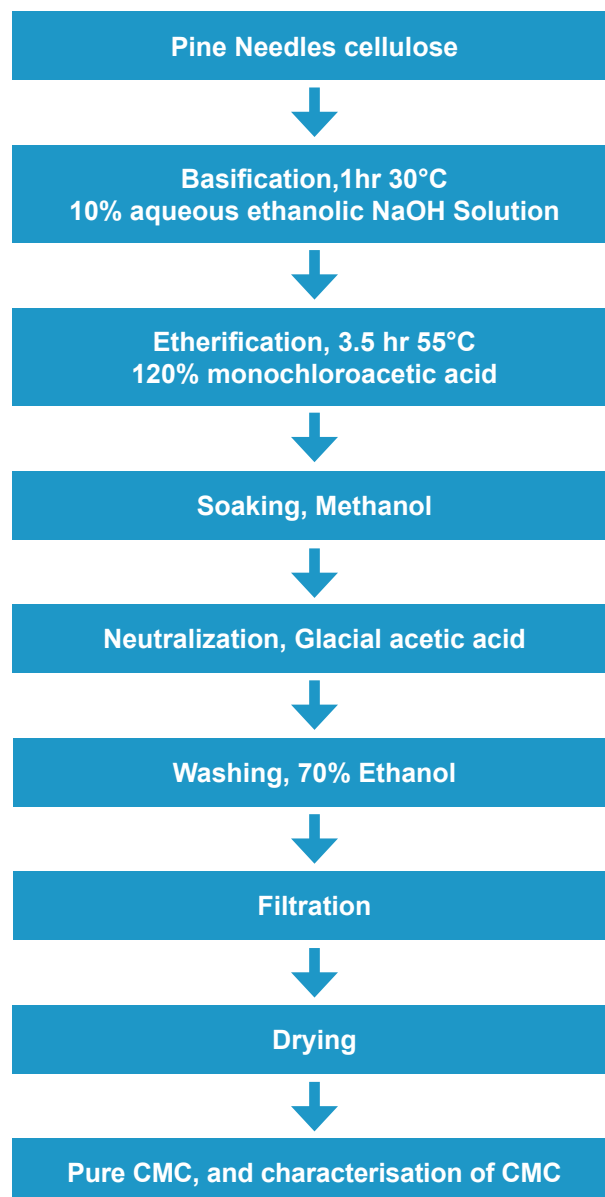 Pine Needles cellulose
Basification,1hr 30°C
10% aqueous ethanolic NaOH Solution
Etherification, 3.5 hr 55°C
120% monochloroacetic acid
Soaking, Methanol
Neutralization, Glacial acetic acid
Washing, 70% Ethanol
Filtration
Drying
Pure CMC, and characterisation of CMC